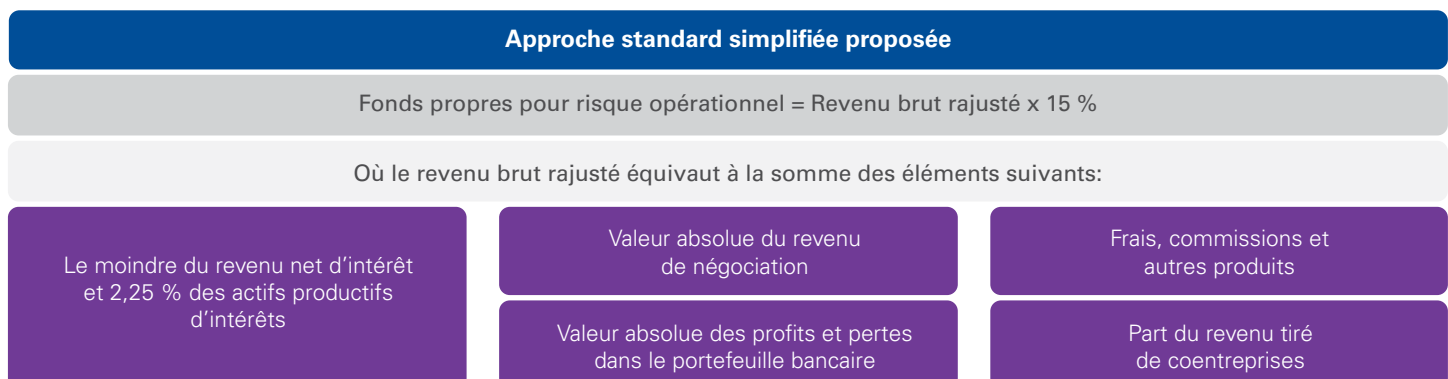 Approche standard simplifiée proposée
Fonds propres pour risque opérationnel = Revenu brut rajusté x 15 %
Où le revenu brut rajusté équivaut à la somme des éléments suivants:
Le moindre du revenu net d’intérêt
et 2,25 % des actifs productifs
d’intérêts
Valeur absolue du revenu
de négociation
Valeur absolue des profits et pertes
dans le portefeuille bancaire
Frais, commissions et
autres produits
Part du revenu tiré
de coentreprises